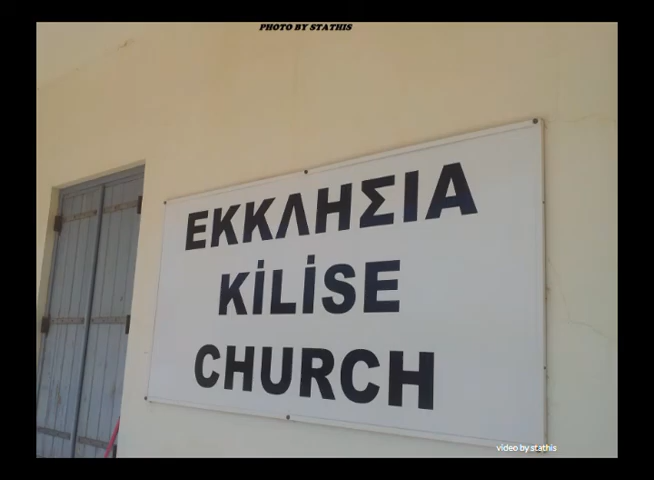 PHOTO BY STATHIS
ΕΚΚΛΗΣΙΑ
KİLİSE
CHURCH
video by stathis